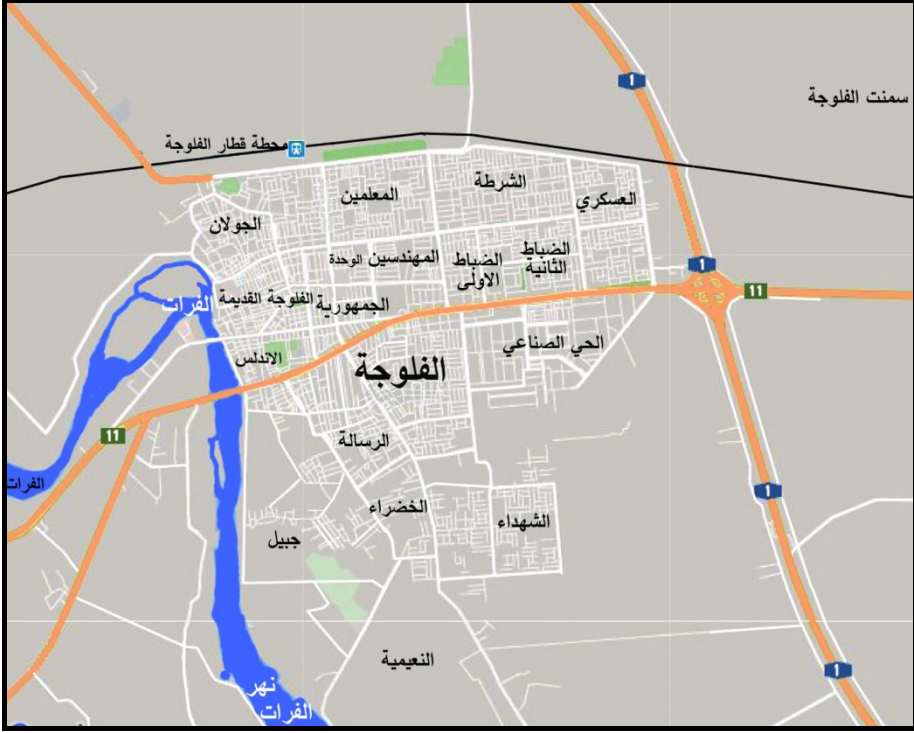 1
سمنت الفلوجة
محطة قطار الفلوجة
الشرطة
المعلمين
العسكري
الجولان
الضباط
الثانية
المهندسين
الوحدة
الضباط
الاولى
1
11
الفرات
الفلوجة القديمة
الجمهورية
الحي الصناعي
الاندلس
الفلوجة
11
الرسالة
الفرات
1
الخضراء
الشهداء
جبيل
النعيمية
1
نهر
الفرات